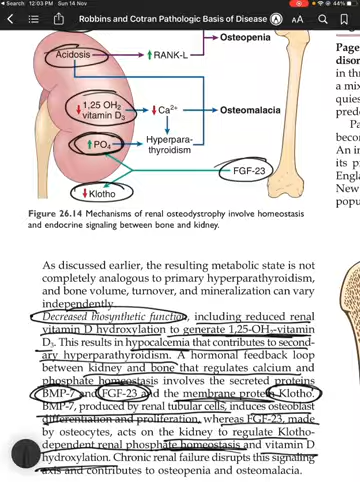 Search 12:03 PM Sun 14 Nov
44%
Robbins and Cotran Pathologic Basis of Disease
AA
Osteopenia
Acidosis
↑ RANK-L
↓ 1,25 OH2
vitamin D3
↓ Ca2+
Osteomalacia
↑ PO4
Hyperpara-
thyroidism
FGF-23
↓ Klotho
Figure 26.14 Mechanisms of renal osteodystrophy involve homeostasis
and endocrine signaling between bone and kidney.
As discussed earlier, the resulting metabolic state is not
completely analogous to primary hyperparathyroidism,
and bone volume, turnover, and mineralization can vary
independently.
Decreased biosynthetic function, including reduced renal
vitamin D hydroxylation to generate 1,25-OH2-vitamin
D3. This results in hypocalcemia that contributes to second-
ary hyperparathyroidism. A hormonal feedback loop
between kidney and bone that regulates calcium and
phosphate homeostasis involves the secreted proteins
BMP-7 and FGF-23 and the membrane protein Klotho.
BMP-7, produced by renal tubular cells, induces osteoblast
differentiation and proliferation, whereas FGF-23, made
by osteocytes, acts on the kidney to regulate Klotho-
dependent renal phosphate homeostasis and vitamin D
hydroxylation. Chronic renal failure disrupts this signaling
axis and contributes to osteopenia and osteomalacia.
Page
disor
in th
a mix
quies
pred
Pa
beco
An i
its p
Engl
New
popu